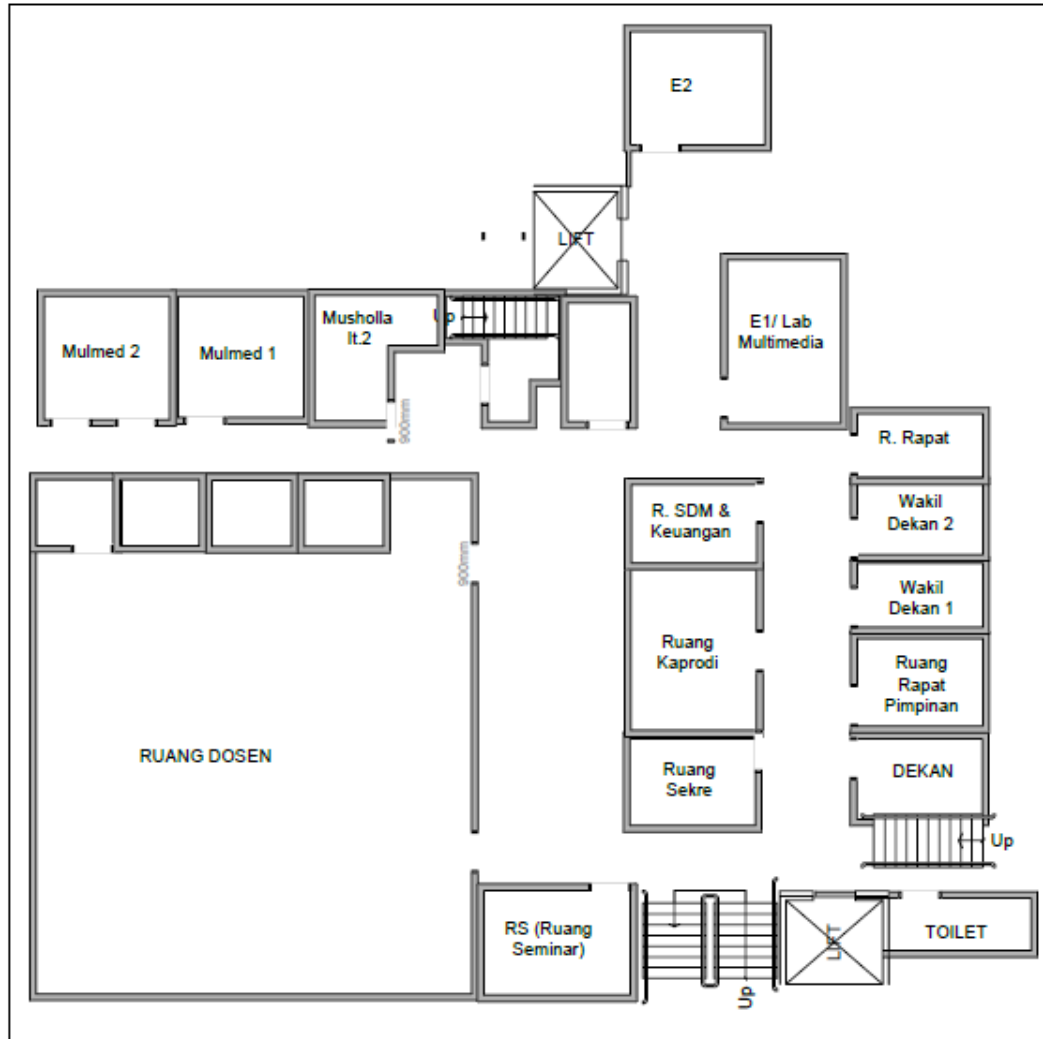 E2
LIFT
E1/ Lab
Multimedia
Mulmed 2
Mulmed 1
Musholla
lt.2
Up
900mm
R. Rapat
R. SDM &
Keuangan
Wakil
Dekan 2
900mm
Wakil
Dekan 1
Ruang
Kaprodi
Ruang
Rapat
Pimpinan
RUANG DOSEN
Ruang
Sekre
DEKAN
Up
RS (Ruang
Seminar)
Up
LIFT
TOILET